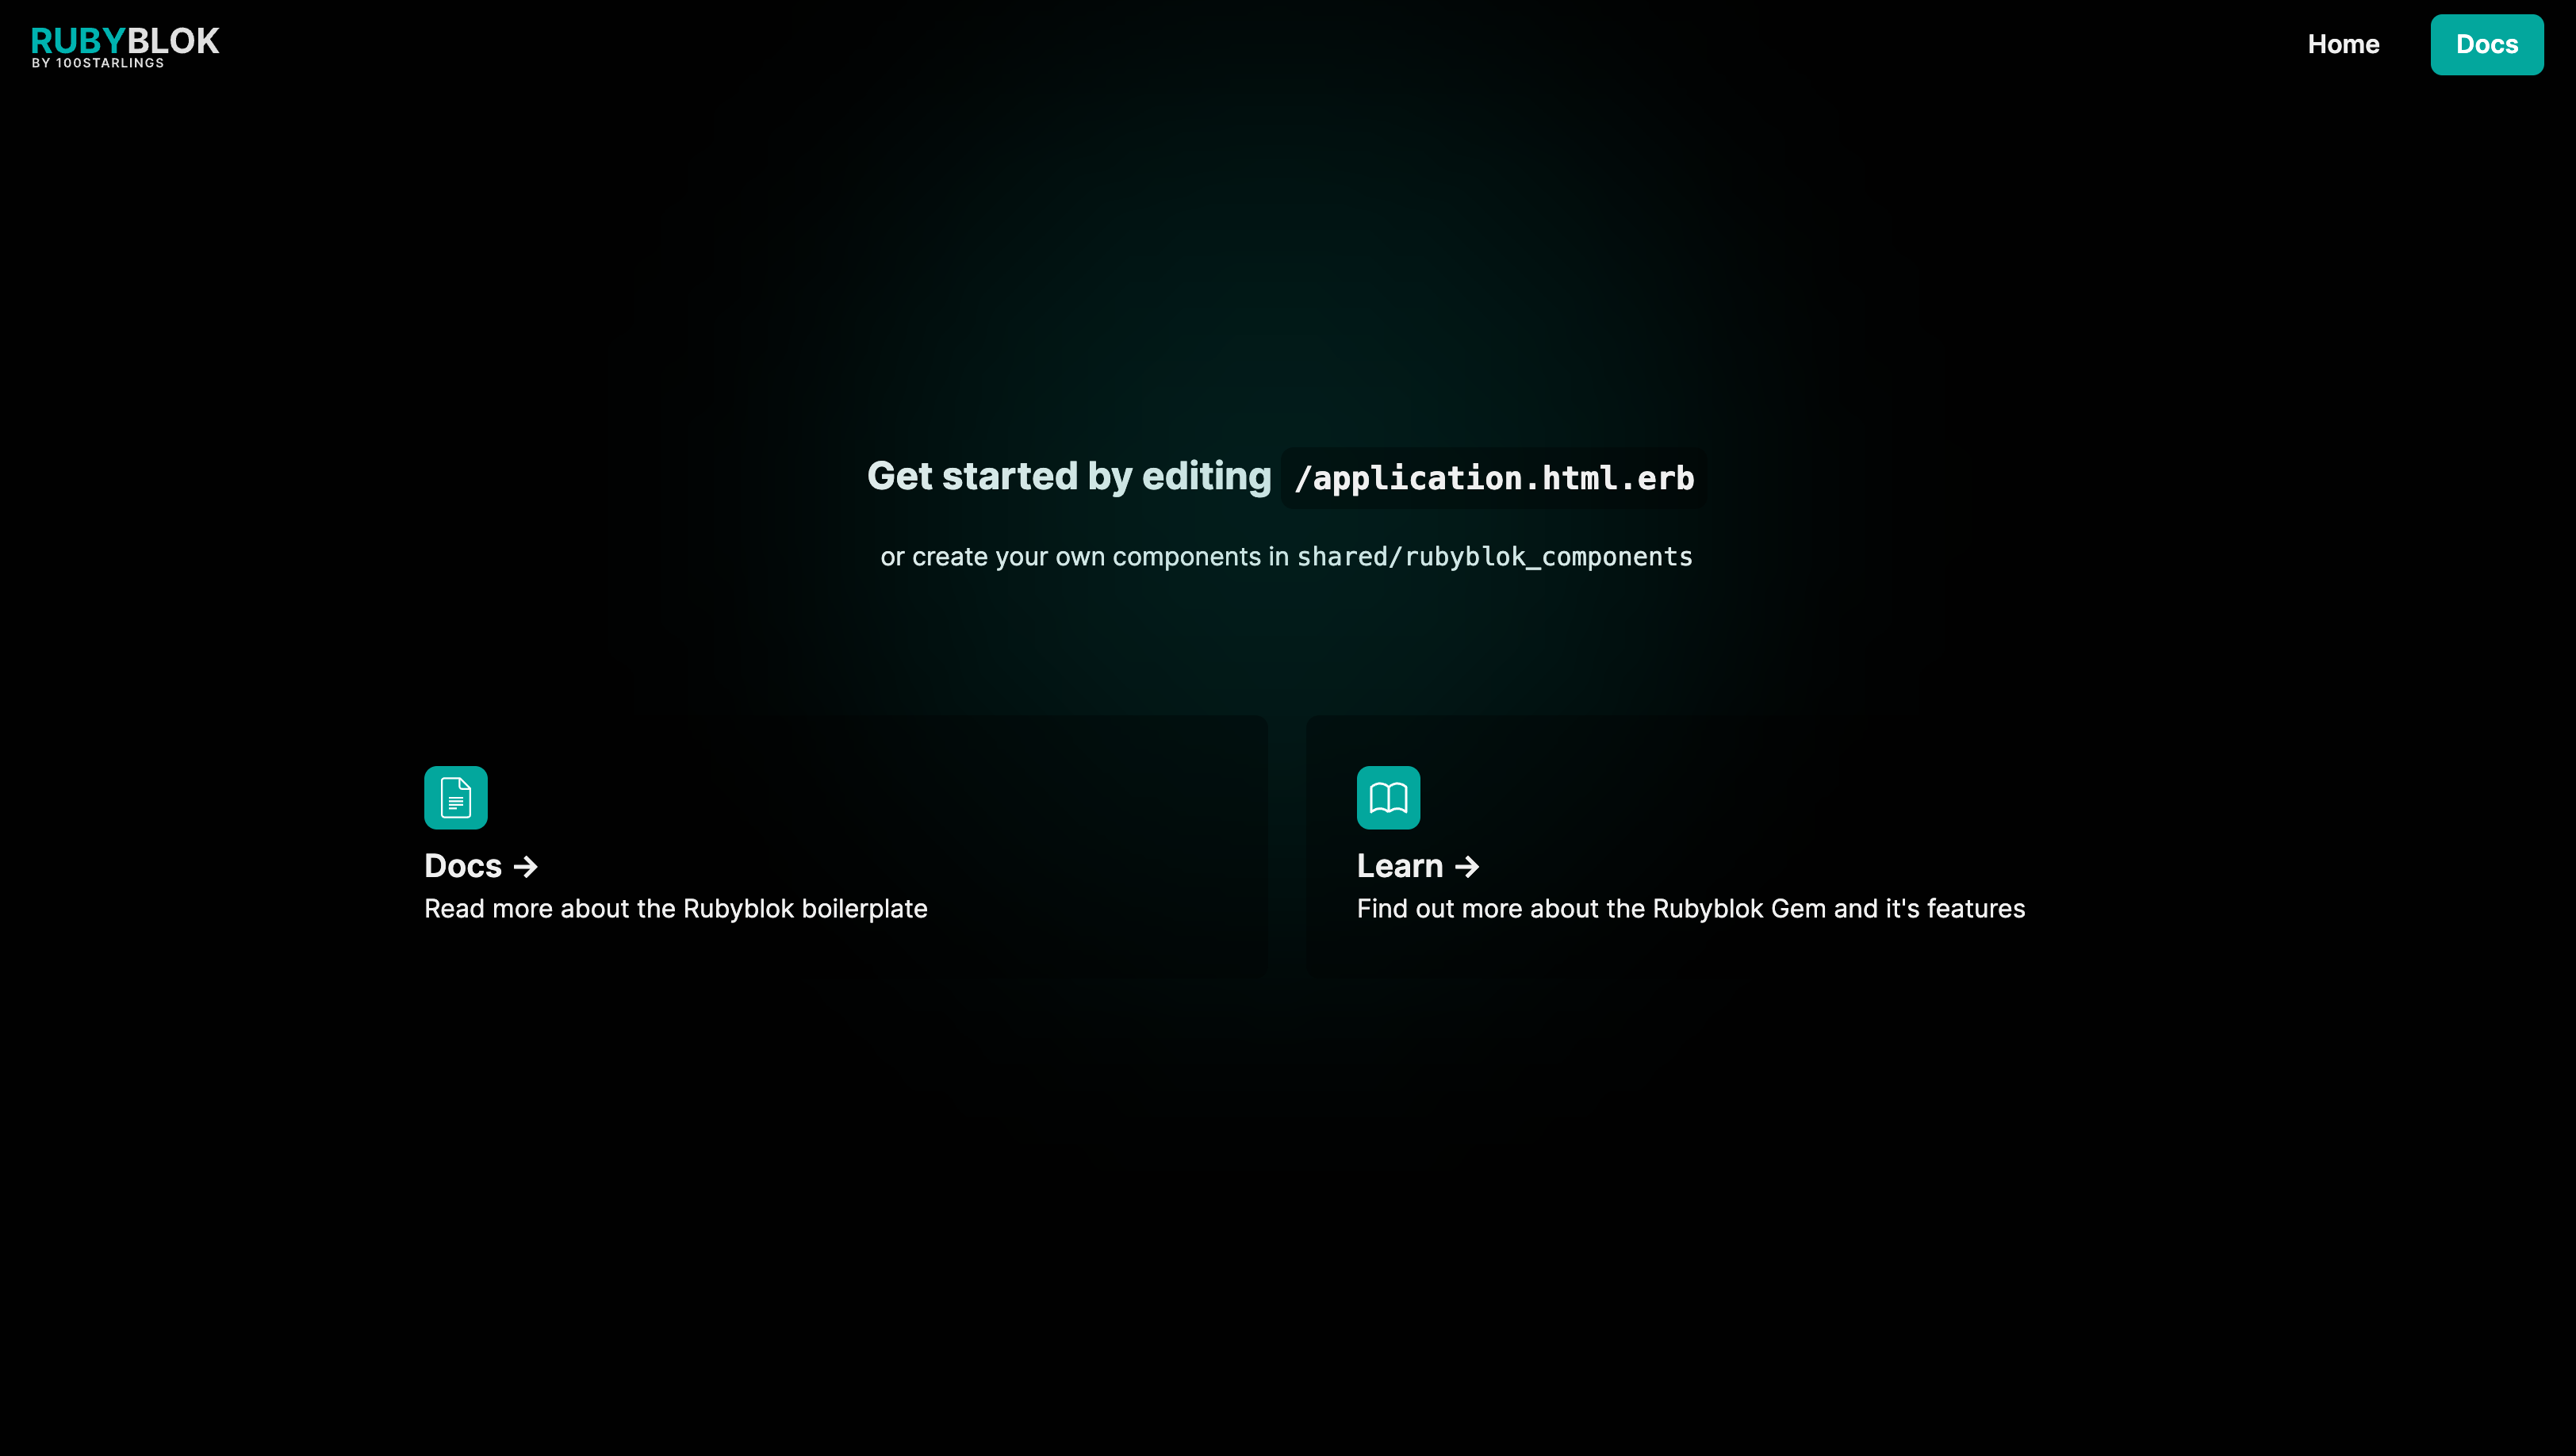 RUBYBLOK
BY 100STARLINGS
Home
Docs
Get started by editing /application.html.erb
or create your own components in shared/rubyblok_components
Docs →
Read more about the Rubyblok boilerplate
Learn →
Find out more about the Rubyblok Gem and it's features